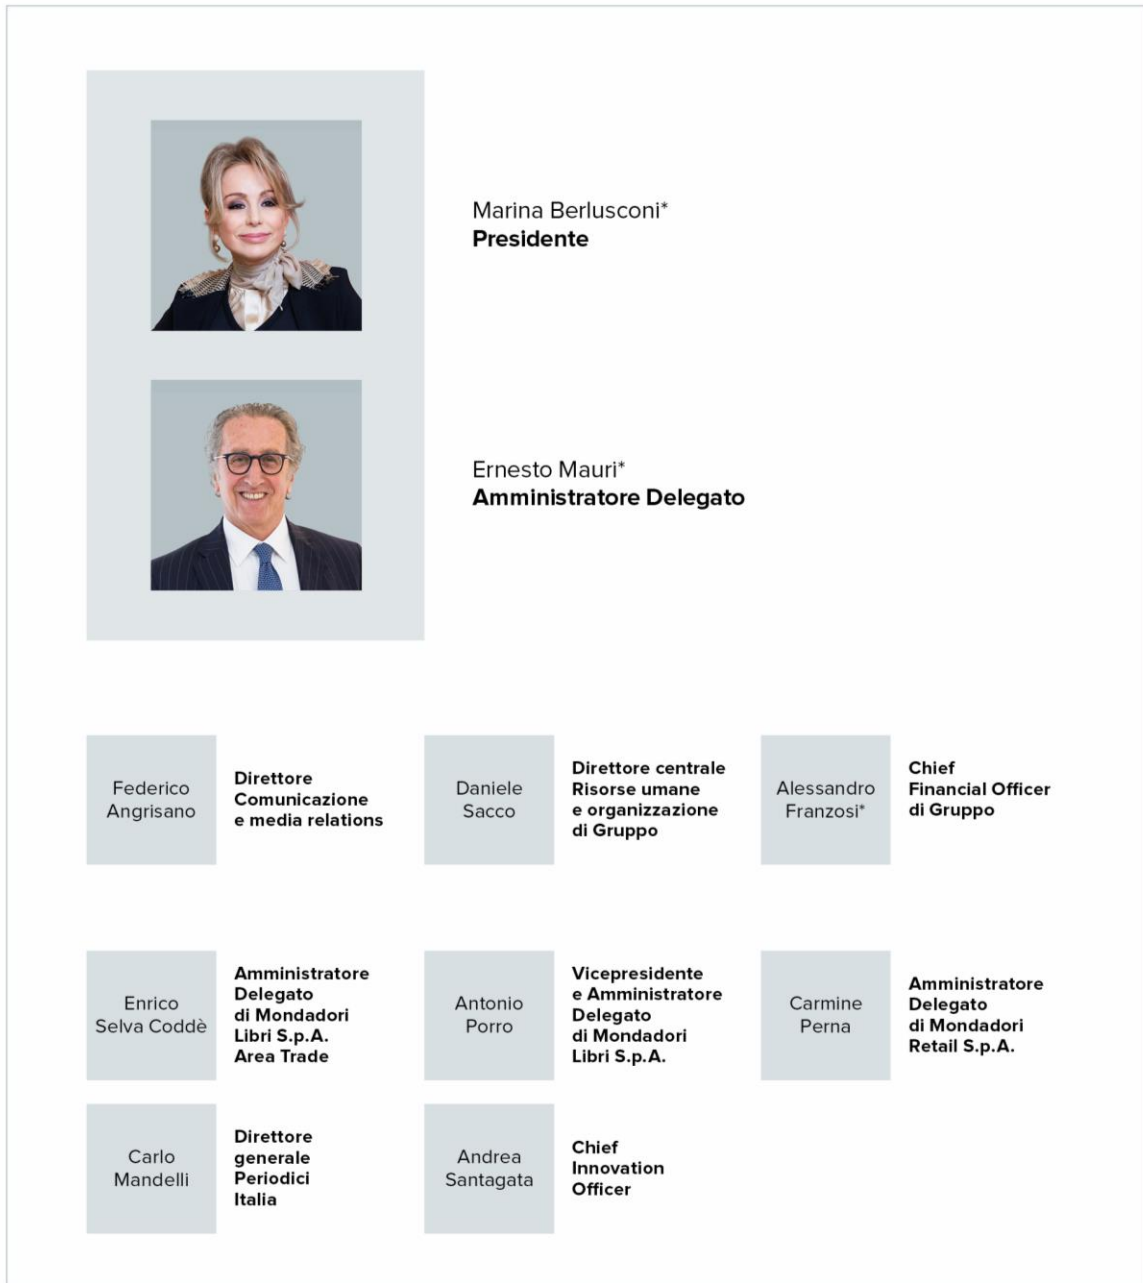 Marina Berlusconi*
Presidente
Ernesto Mauri*
Amministratore Delegato
Federico
Angrisano
Direttore
Comunicazione
e media relations
Daniele
Sacco
Direttore centrale
Risorse umane
e organizzazione
di Gruppo
Alessandro
Franzosi*
Chief
Financial Officer
di Gruppo
Enrico
Selva Coddè
Amministratore
Delegato
di Mondadori
Libri S.p.A.
Area Trade
Antonio
Porro
Vicepresidente
e Amministratore
Delegato
di Mondadori
Libri S.p.A.
Carmine
Perna
Amministratore
Delegato
di Mondadori
Retail S.p.A.
Carlo
Mandelli
Direttore
generale
Periodici
Italia
Andrea
Santagata
Chief
Innovation
Officer